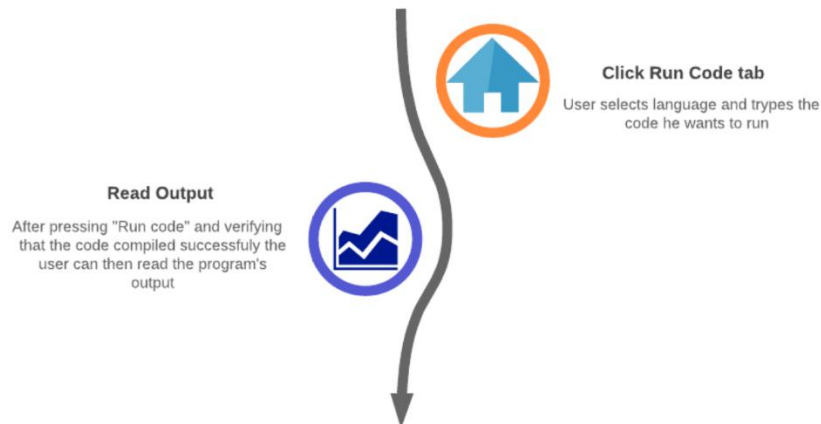 Click Run Code tab
User selects language and trypes the
code he wants to run
Read Output
After pressing "Run code" and verifying
that the code compiled successfuly the
user can then read the program's
output